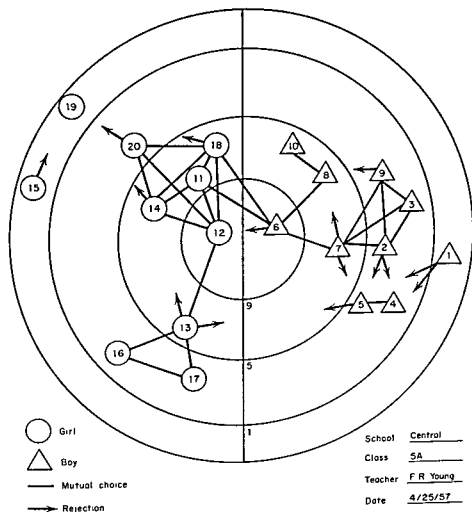 10
18
20
19
8
11
9
15
14
3
6
12
7
2
1
9
5
4
13
16
5
17
1
Girl
Boy
Mutual choice
Rejection
School Central
Class 5A
Teacher F R Young
Date 4/25/57